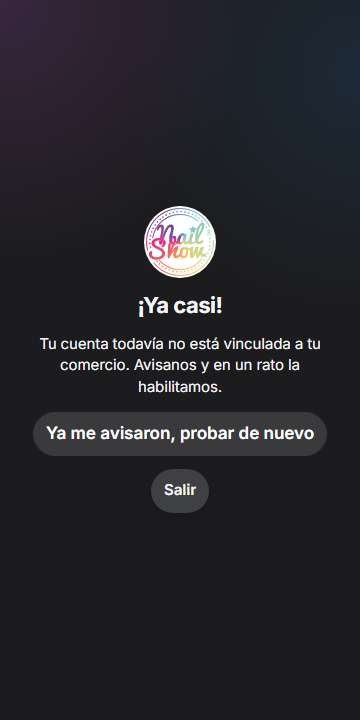 Nail
Show
¡Ya casi!
Tu cuenta todavía no está vinculada a tu
comercio. Avisanos y en un rato la
habilitamos.
Ya me avisaron, probar de nuevo
Salir